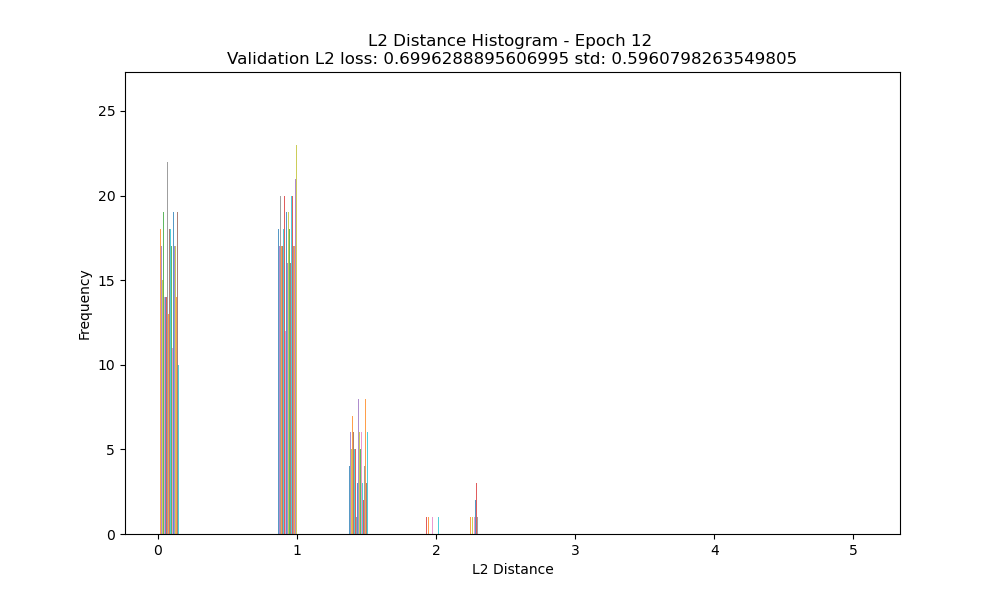 L2 Distance Histogram - Epoch 12
Validation L2 loss: 0.6996288895606995 std: 0.5960798263549805
Frequency
25
20
15
10
5
0
0 1 2 3 4 5
L2 Distance